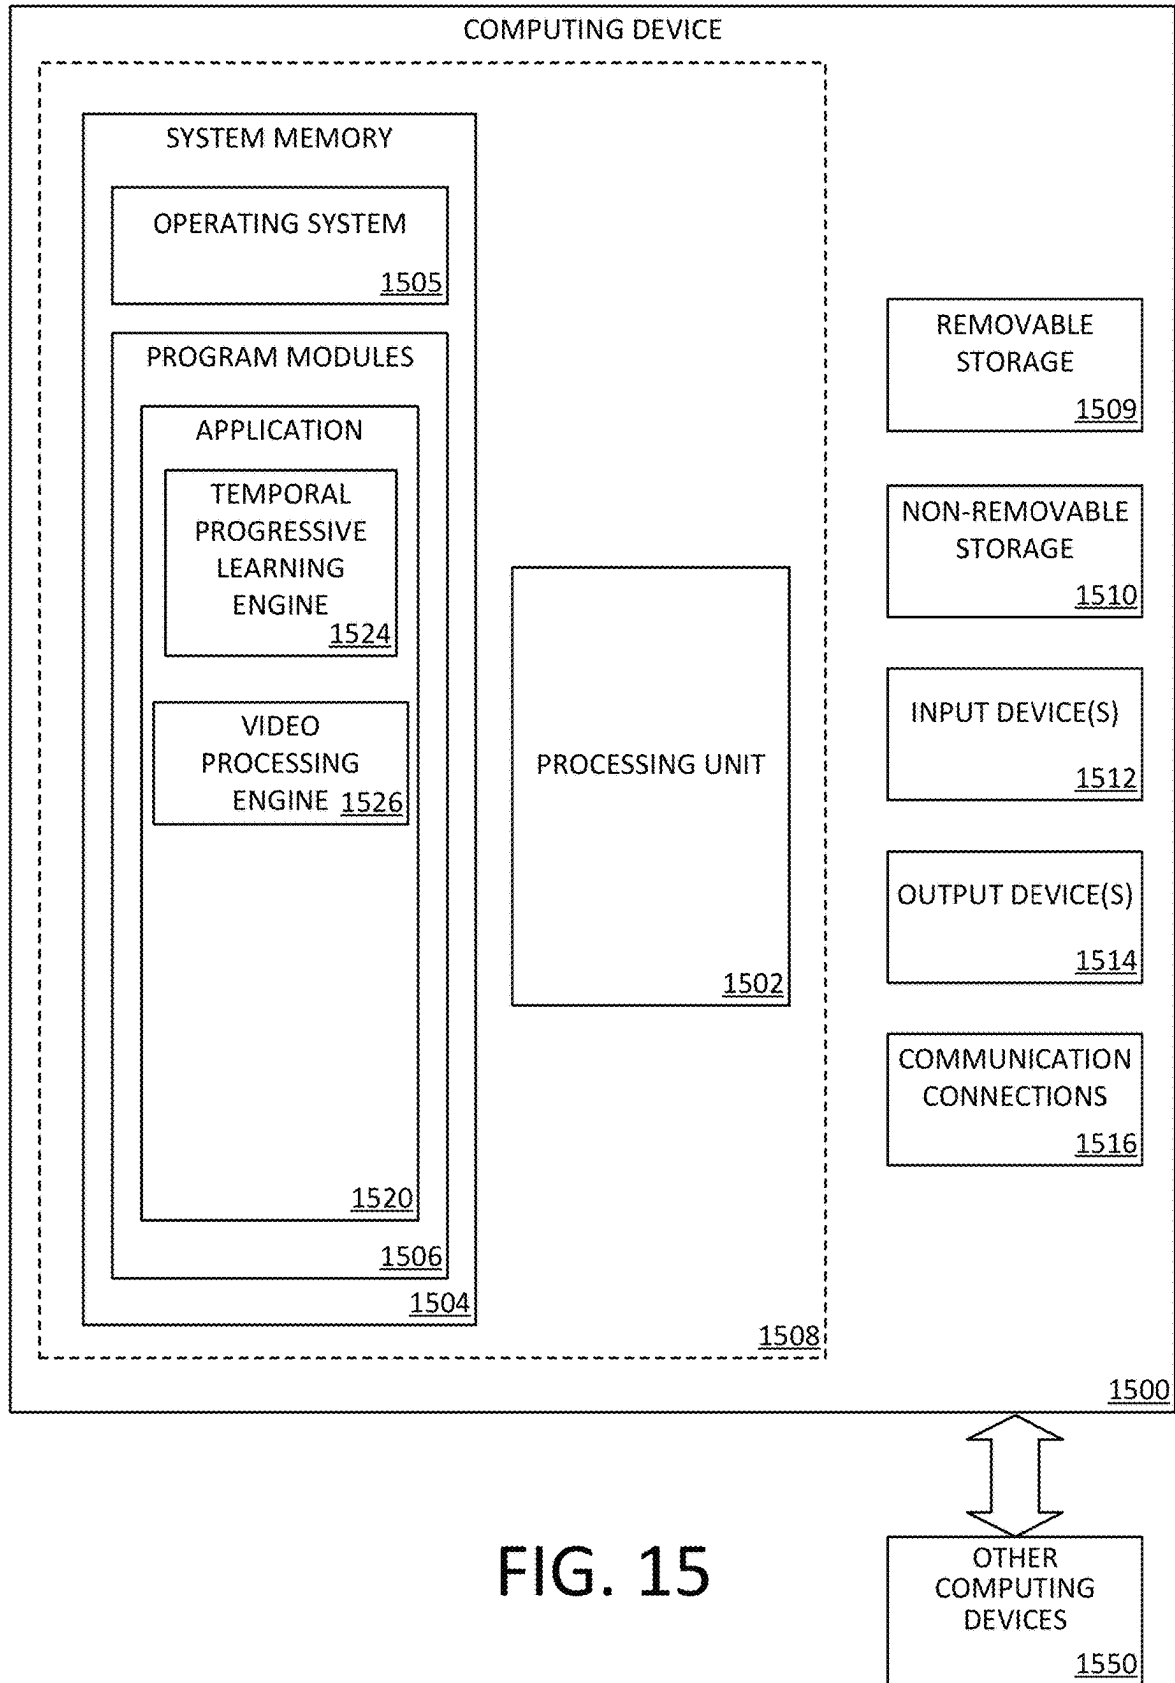 COMPUTING DEVICE
SYSTEM MEMORY
OPERATING SYSTEM
1505
PROGRAM MODULES
APPLICATION
TEMPORAL
PROGRESSIVE
LEARNING
ENGINE
1524
VIDEO
PROCESSING
ENGINE
1526
1520
1506
1504
PROCESSING UNIT
1502
1508
REMOVABLE
STORAGE
1509
NON-REMOVABLE
STORAGE
1510
INPUT DEVICE(S)
1512
OUTPUT DEVICE(S)
1514
COMMUNICATION
CONNECTIONS
1516
1500
OTHER
COMPUTING
DEVICES
1550
FIG. 15